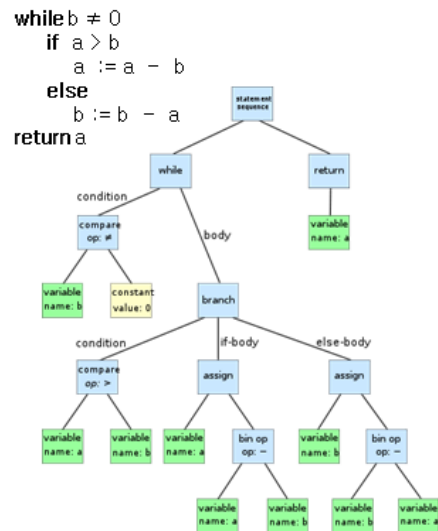 while b ≠ 0
if a > b
a := a - b
else
b := b - a
return a
statement
sequence
while
return
condition
body
compare
op: ≠
variable
name: a
variable
name: b
constant
value: 0
branch
condition
if-body
else-body
compare
op: >
assign
assign
variable
name: a
variable
name: b
variable
name: a
bin op
op: −
variable
name: b
bin op
op: −
variable
name: a
variable
name: b
variable
name: b
variable
name: a